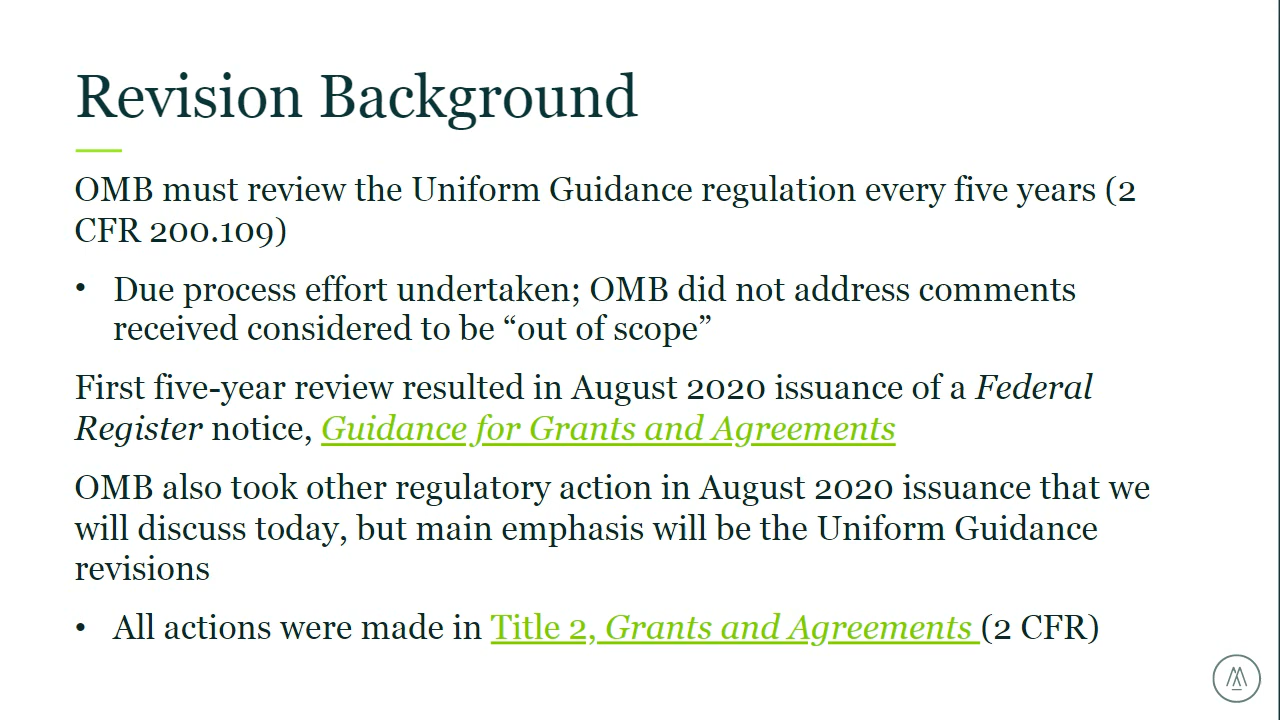 Revision Background
OMB must review the Uniform Guidance regulation every five years (2
CFR 200.109)
• Due process effort undertaken; OMB did not address comments
received considered to be “out of scope”
First five-year review resulted in August 2020 issuance of a Federal
Register notice, Guidance for Grants and Agreements
OMB also took other regulatory action in August 2020 issuance that we
will discuss today, but main emphasis will be the Uniform Guidance
revisions
• All actions were made in Title 2, Grants and Agreements (2 CFR)